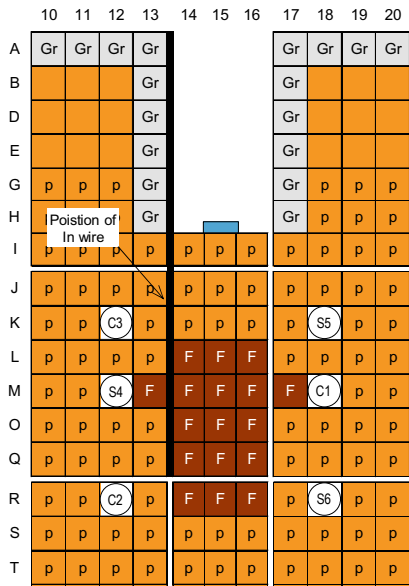 10 11 12 13 14 15 16 17 18 19 20
A Gr Gr Gr Gr Gr Gr Gr Gr
B Gr Gr
D Gr Gr
E Gr Gr
G p p p Gr Gr p p p
H Gr Gr p p p
Poistion of
In wire
I p p p p p p p p p p p
J p p p p p p p p p p p
K p p C3 p p p p p S5 p p
L p p p p F F F p p p p
M p p S4 F F F F F C1 p p
O p p p p F F F p p p p
Q p p p p F F F p p p p
R p p C2 p F F F p S6 p p
S p p p p p p p p p p p
T p p p p p p p p p p p